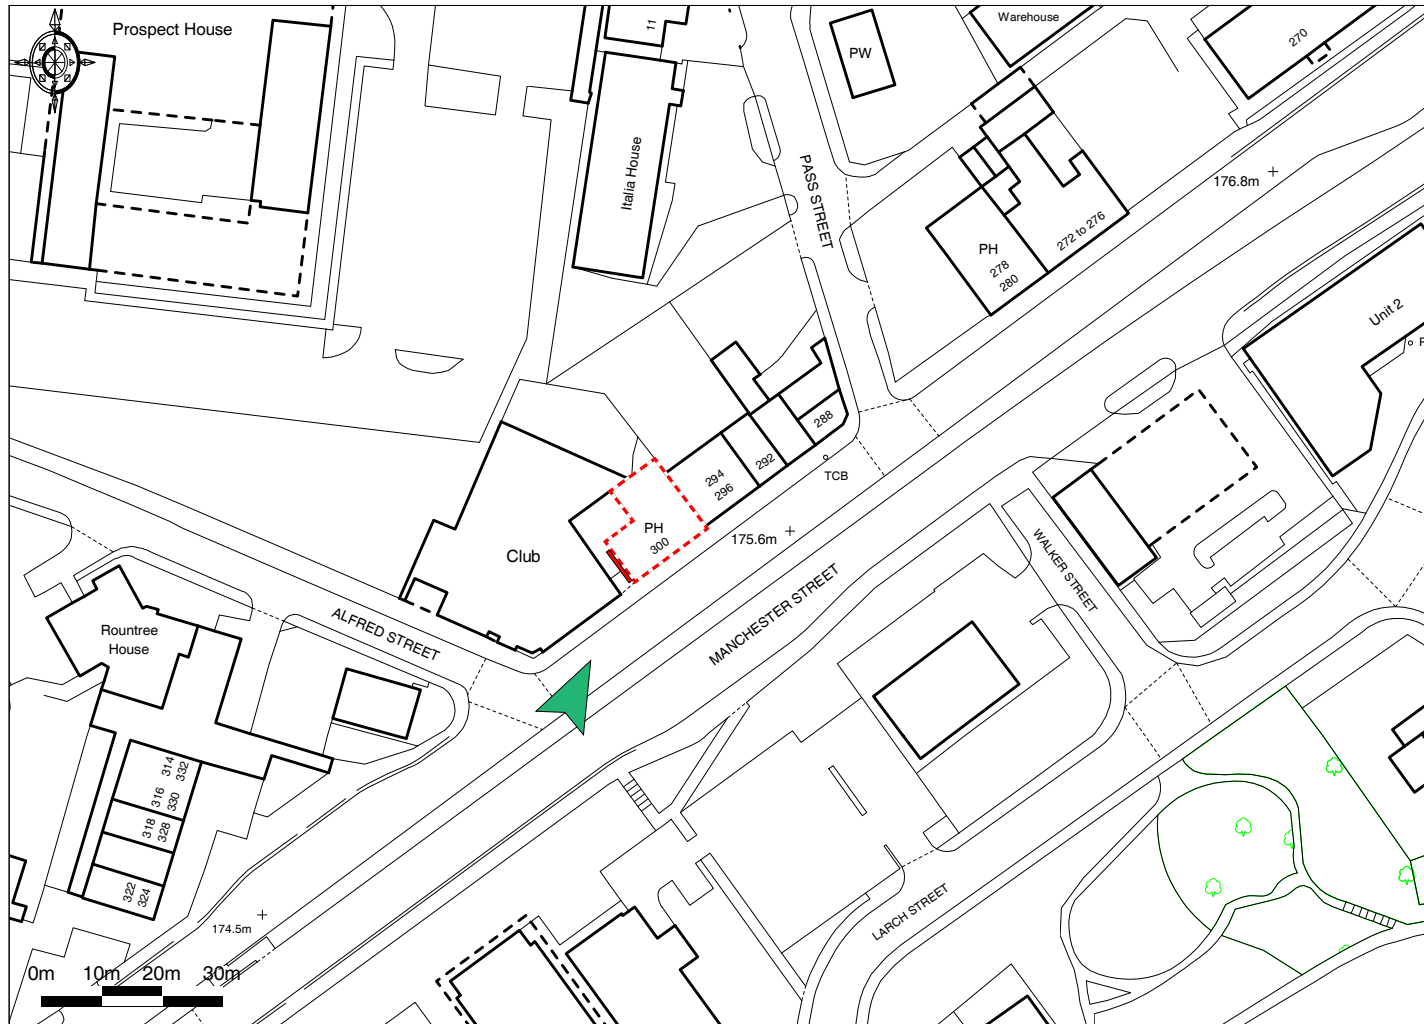 Prospect House
11
PW
Warehouse
270
Italia House
PASS STREET
176.8m
PH
278
280
272 to 276
Unit 2
288
292
294
296
TCB
PH
300
175.6m
Club
WALKER STREET
MANCHESTER STREET
ALFRED STREET
Rountree
House
314
332
316
330
318
328
322
324
LARCH STREET
174.5m
0m
10m
20m
30m